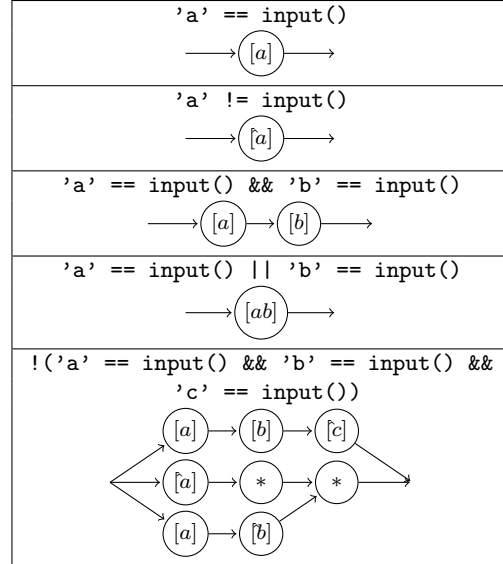 'a' == input()
[a]
'a' != input()
[^a]
'a' == input() && 'b' == input()
[a] [b]
'a' == input() || 'b' == input()
[ab]
!('a' == input() && 'b' == input() &&
'c' == input())
[a] [b] [^c]
[^a] * *
[a] [^b]